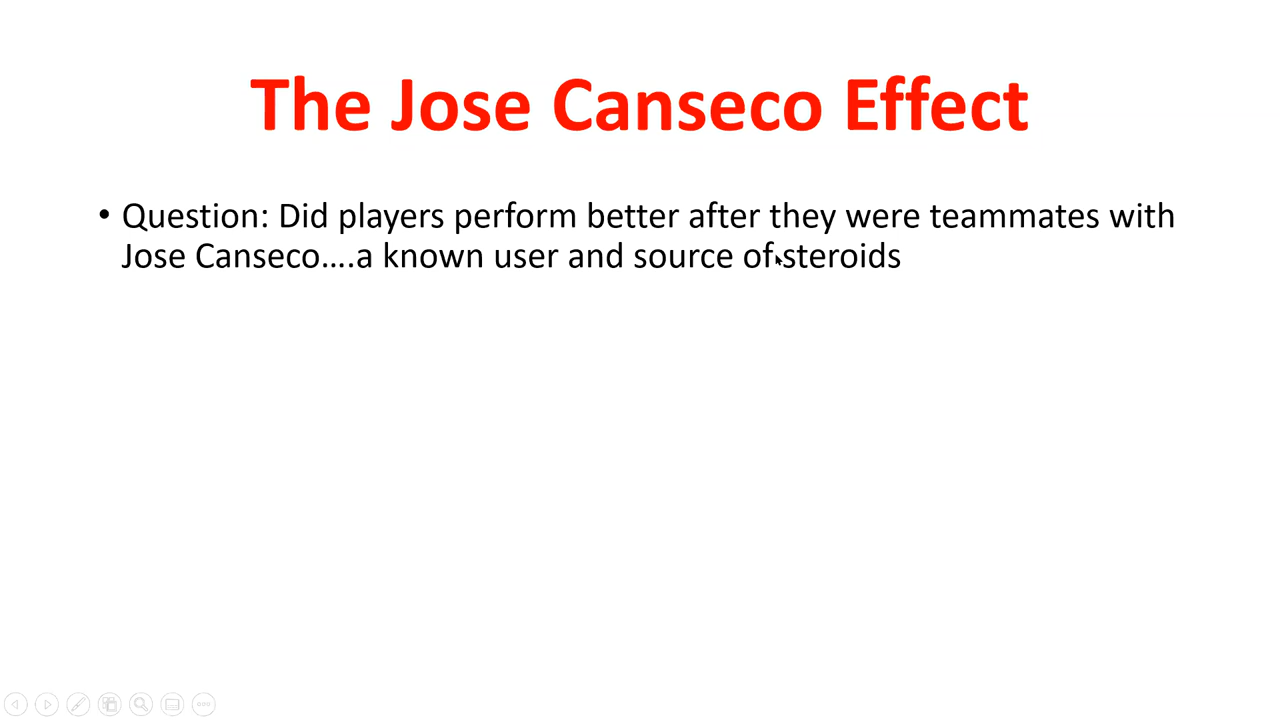 The Jose Canseco Effect
• Question: Did players perform better after they were teammates with
Jose Canseco….a known user and source of steroids